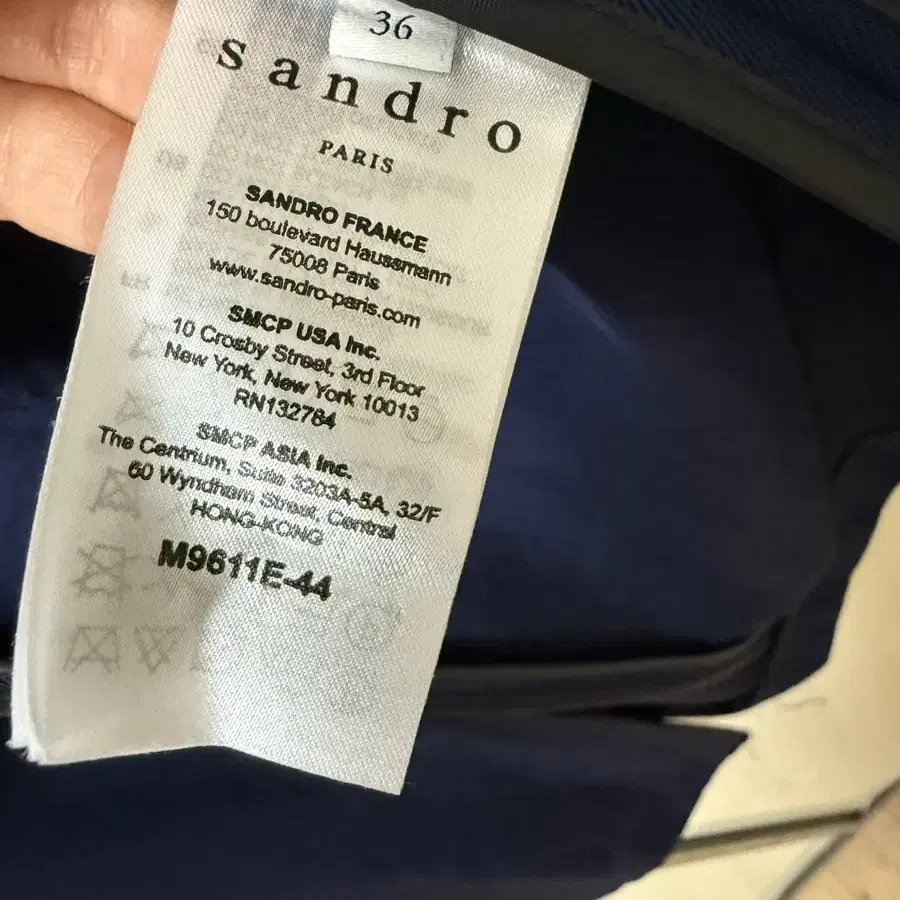 36
sandro
PARIS
SANDRO FRANCE
150 boulevard Haussmann
75008 Paris
www.sandro-paris.com
SMCP USA Inc.
10 Crosby Street, 3rd Floor
New York, New York 10013
RN132784
SMCP ASIA Inc.
The Centrium, Suite 3203A-5A, 32/F
60 Wyndham Street, Central
HONG-KONG
M9611E-44